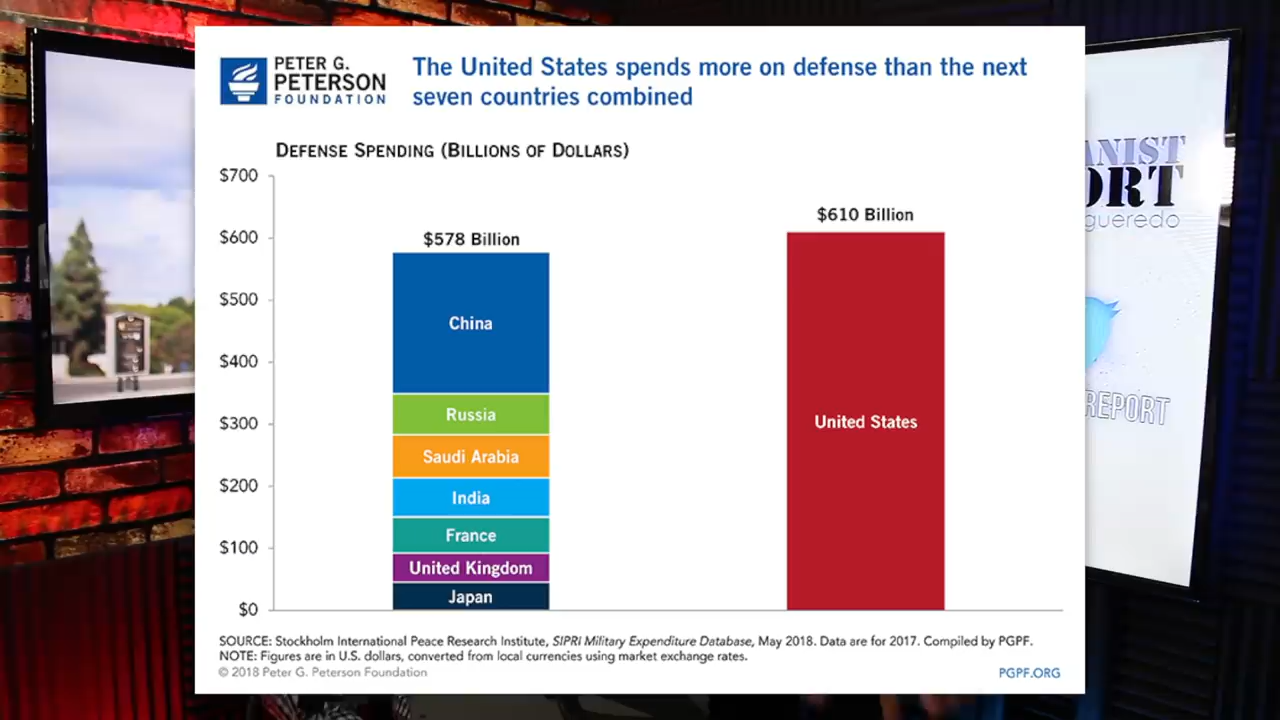 PETER G.
PETERSON
FOUNDATION
The United States spends more on defense than the next
seven countries combined
DEFENSE SPENDING (BILLIONS OF DOLLARS)
$700
$600
$500
$400
$300
$200
$100
$0
$578 Billion
China
Russia
Saudi Arabia
India
France
United Kingdom
Japan
$610 Billion
United States
SOURCE: Stockholm International Peace Research Institute, SIPRI Military Expenditure Database, May 2018. Data are for 2017. Compiled by PGPF.
NOTE: Figures are in U.S. dollars, converted from local currencies using market exchange rates.
© 2018 Peter G. Peterson Foundation
PGPF.ORG
REPORT